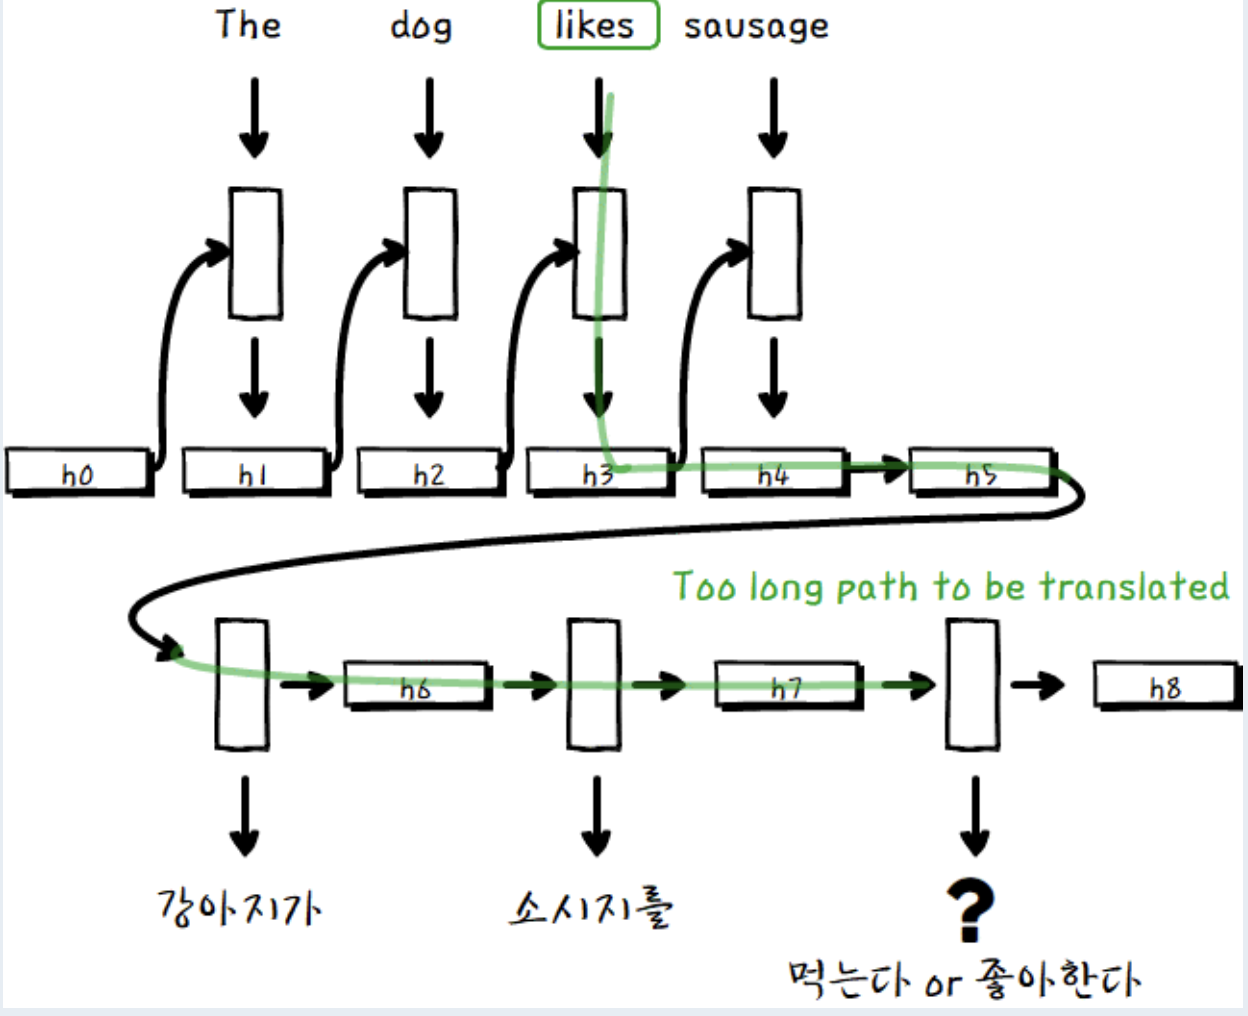 The dog likes sausage
h0 h1 h2 h3 h4 h5
Too long path to be translated
h6 h7 h8
강아지가 소시지를 ?
먹는다 or 좋아한다